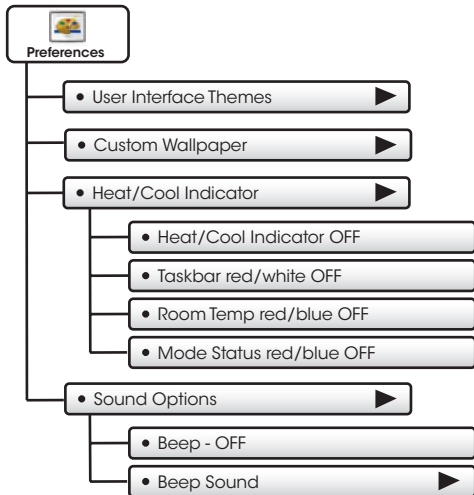 Preferences
• User Interface Themes
• Custom Wallpaper
• Heat/Cool Indicator
• Heat/Cool Indicator OFF
• Taskbar red/white OFF
• Room Temp red/blue OFF
• Mode Status red/blue OFF
• Sound Options
• Beep - OFF
• Beep Sound